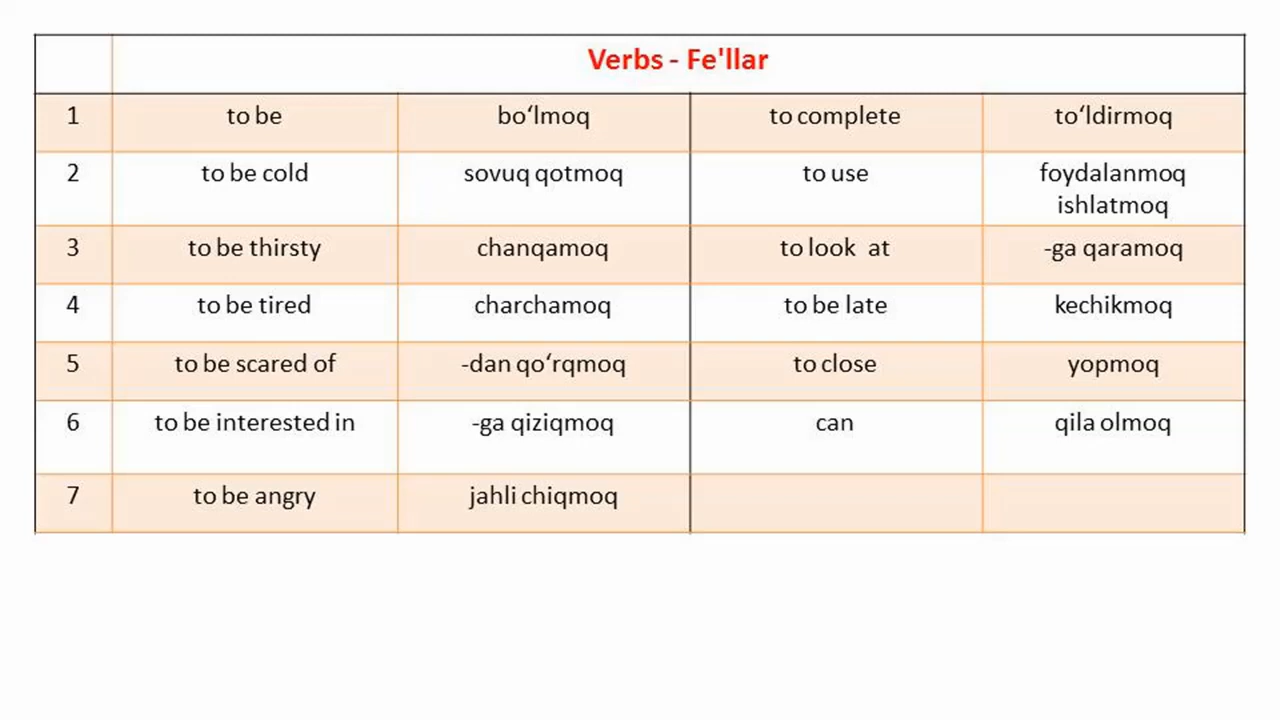 Verbs - Fe'llar
1 to be bo‘lmoq to complete to‘ldirmoq
2 to be cold sovuq qotmoq to use foydalanmoq
ishlatmoq
3 to be thirsty chanqamoq to look at -ga qaramoq
4 to be tired charchamoq to be late kechikmoq
5 to be scared of -dan qo‘rqmoq to close yopmoq
6 to be interested in -ga qiziqmoq can qila olmoq
7 to be angry jahli chiqmoq